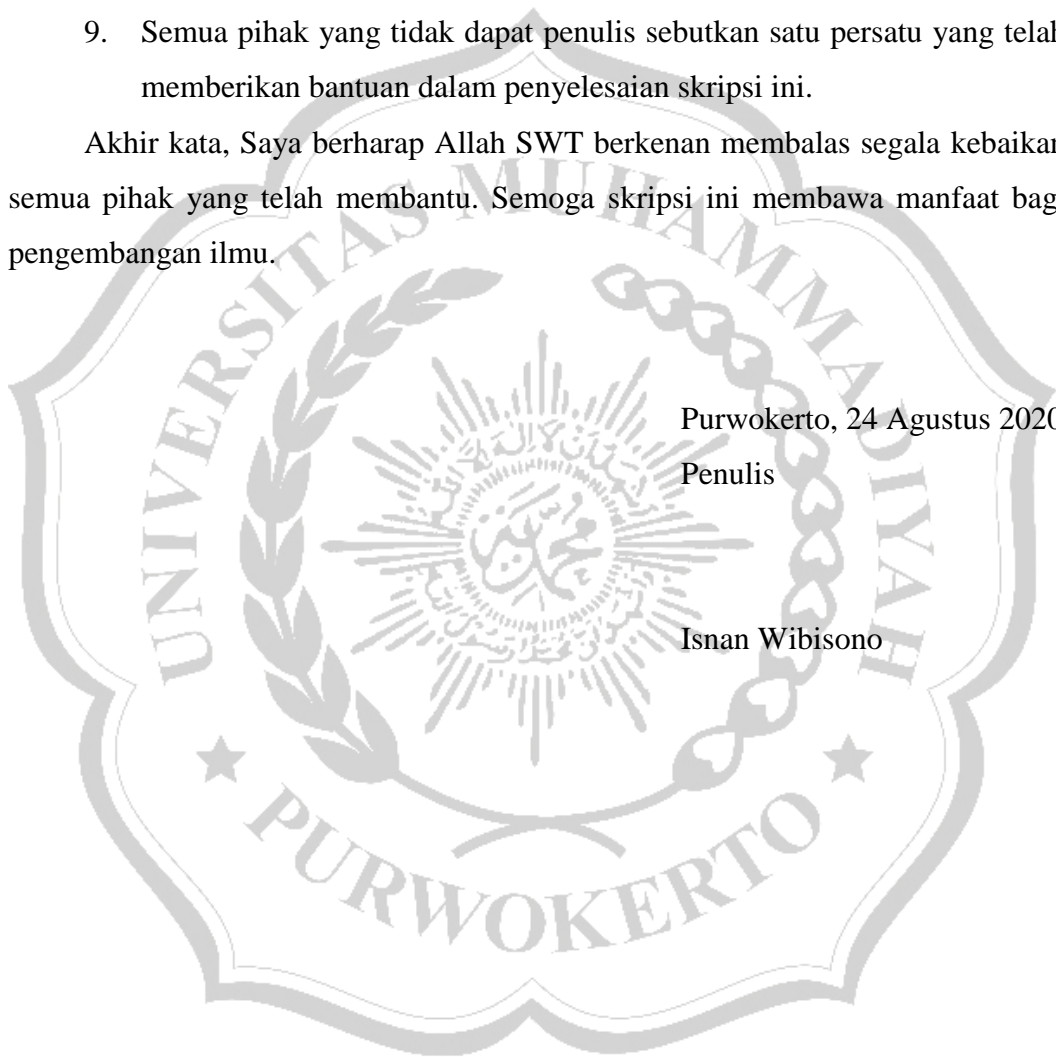 9. Semua pihak yang tidak dapat penulis sebutkan satu persatu yang telah
memberikan bantuan dalam penyelesaian skripsi ini.
Akhir kata, Saya berharap Allah SWT berkenan membalas segala kebaikan
semua pihak yang telah membantu. Semoga skripsi ini membawa manfaat bag
pengembangan ilmu.
Purwokerto, 24 Agustus 2020
Penulis
Isnan Wibisono
UNIVERSITAS MUHAMMADIYAH
PURWOKERTO